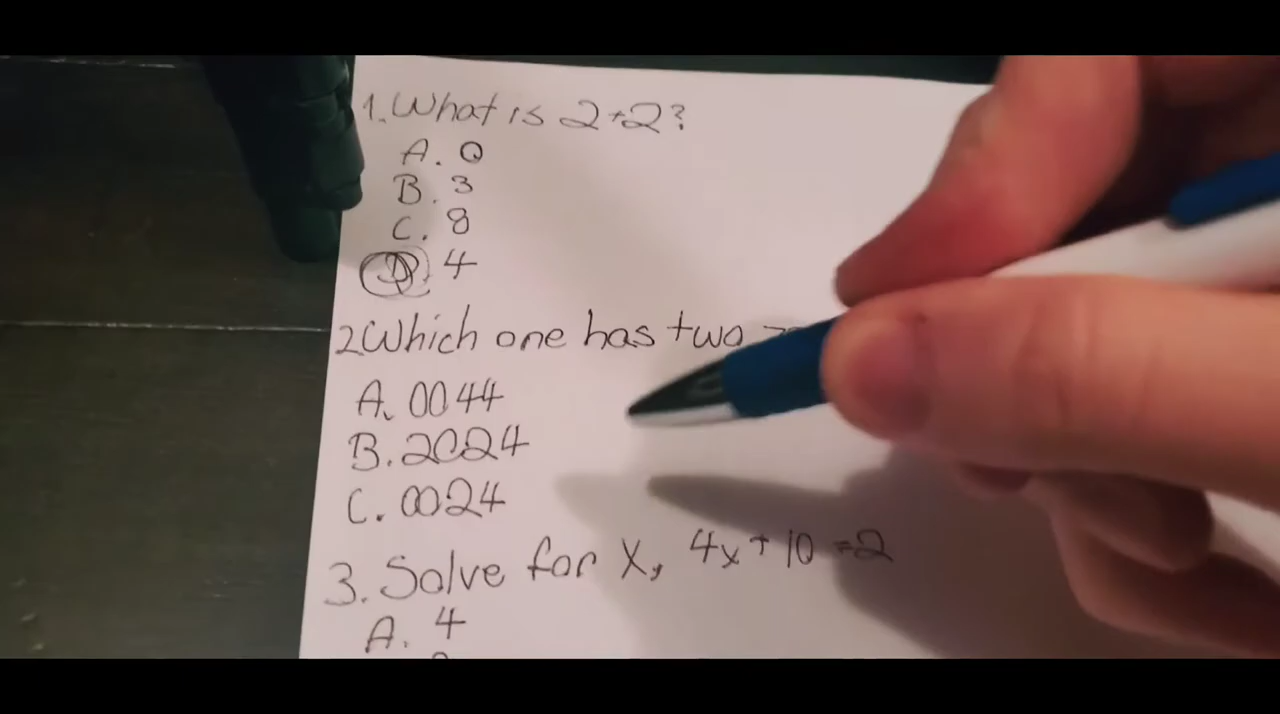 1. What is 2+2?
A. 0
B. 3
C. 8
D. 4
2 Which one has two
A. 0044
B. 2024
C. 0024
3. Solve for X, 4x + 10 = 2
A. 4